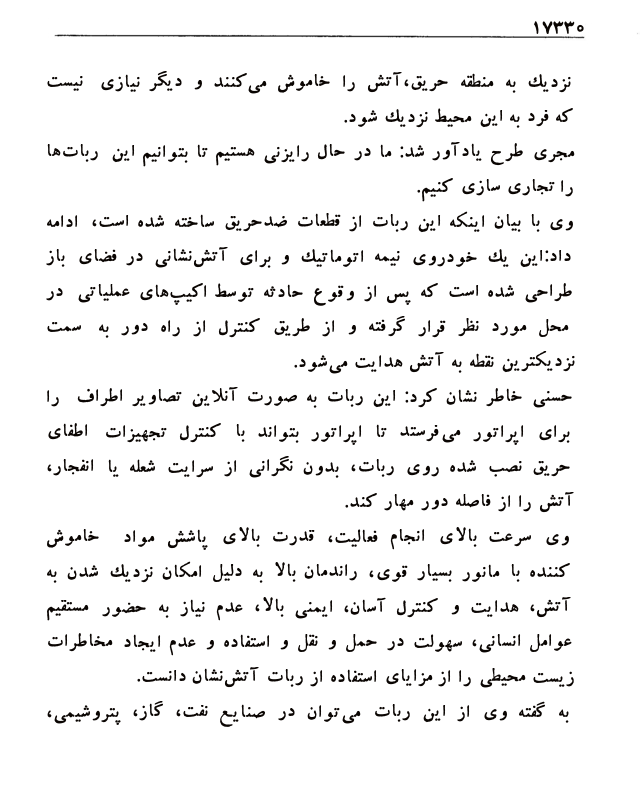 ۱۷۳۳۰
نزديك به منطقه حريق،آتش را خاموش می‌كنند و ديگر نيازی نيست
كه فرد به اين محيط نزديك شود.
مجری طرح يادآور شد: ما در حال رايزنی هستيم تا بتوانيم اين ربات‌ها
را تجاری سازی كنيم.
وی با بيان اينكه اين ربات از قطعات ضدحريق ساخته شده است، ادامه
داد:اين يك خودروی نيمه اتوماتيك و برای آتش‌نشانی در فضای باز
طراحی شده است كه پس از وقوع حادثه توسط اكيپ‌های عملياتی در
محل مورد نظر قرار گرفته و از طريق كنترل از راه دور به سمت
نزديكترين نقطه به آتش هدايت می‌شود.
حسنی خاطر نشان كرد: اين ربات به صورت آنلاين تصاوير اطراف را
برای اپراتور می‌فرستد تا اپراتور بتواند با كنترل تجهيزات اطفای
حريق نصب شده روی ربات، بدون نگرانی از سرايت شعله يا انفجار،
آتش را از فاصله دور مهار كند.
وی سرعت بالای انجام فعاليت، قدرت بالای پاشش مواد خاموش
كننده با مانور بسيار قوی، راندمان بالا به دليل امكان نزديك شدن به
آتش، هدايت و كنترل آسان، ايمنی بالا، عدم نياز به حضور مستقيم
عوامل انسانی، سهولت در حمل و نقل و استفاده و عدم ايجاد مخاطرات
زيست محيطی را از مزايای استفاده از ربات آتش‌نشان دانست.
به گفته وی از اين ربات می‌توان در صنايع نفت، گاز، پتروشيمی،